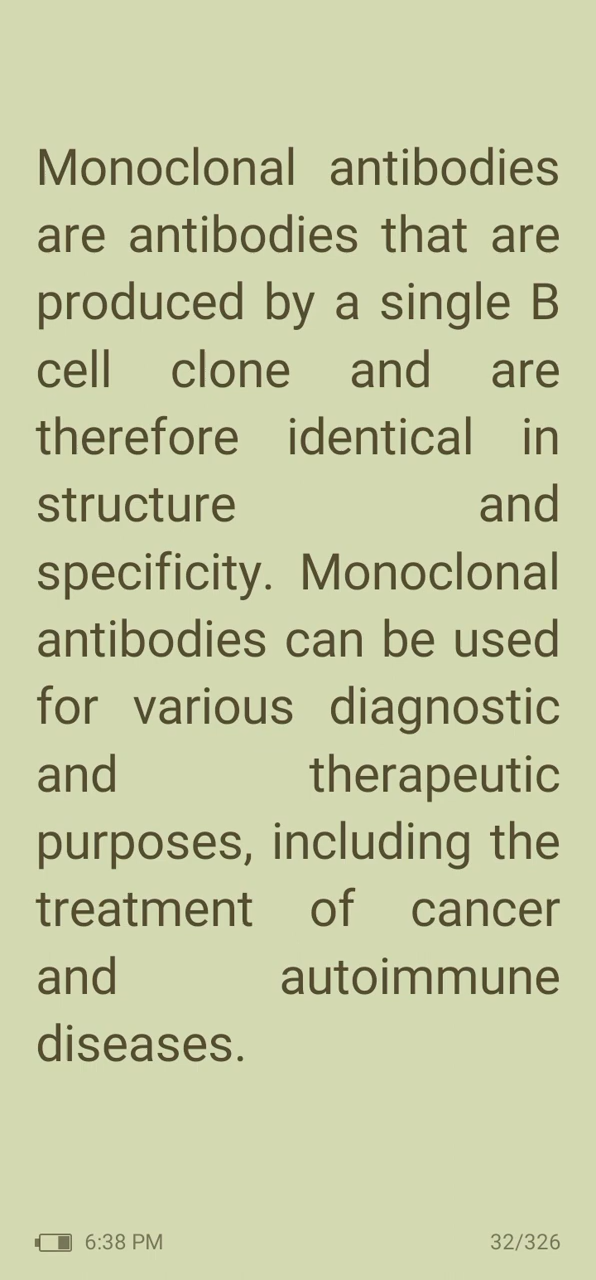 Monoclonal antibodies
are antibodies that are
produced by a single B
cell clone and are
therefore identical in
structure and
specificity. Monoclonal
antibodies can be used
for various diagnostic
and therapeutic
purposes, including the
treatment of cancer
and autoimmune
diseases.
6:38 PM 32/326